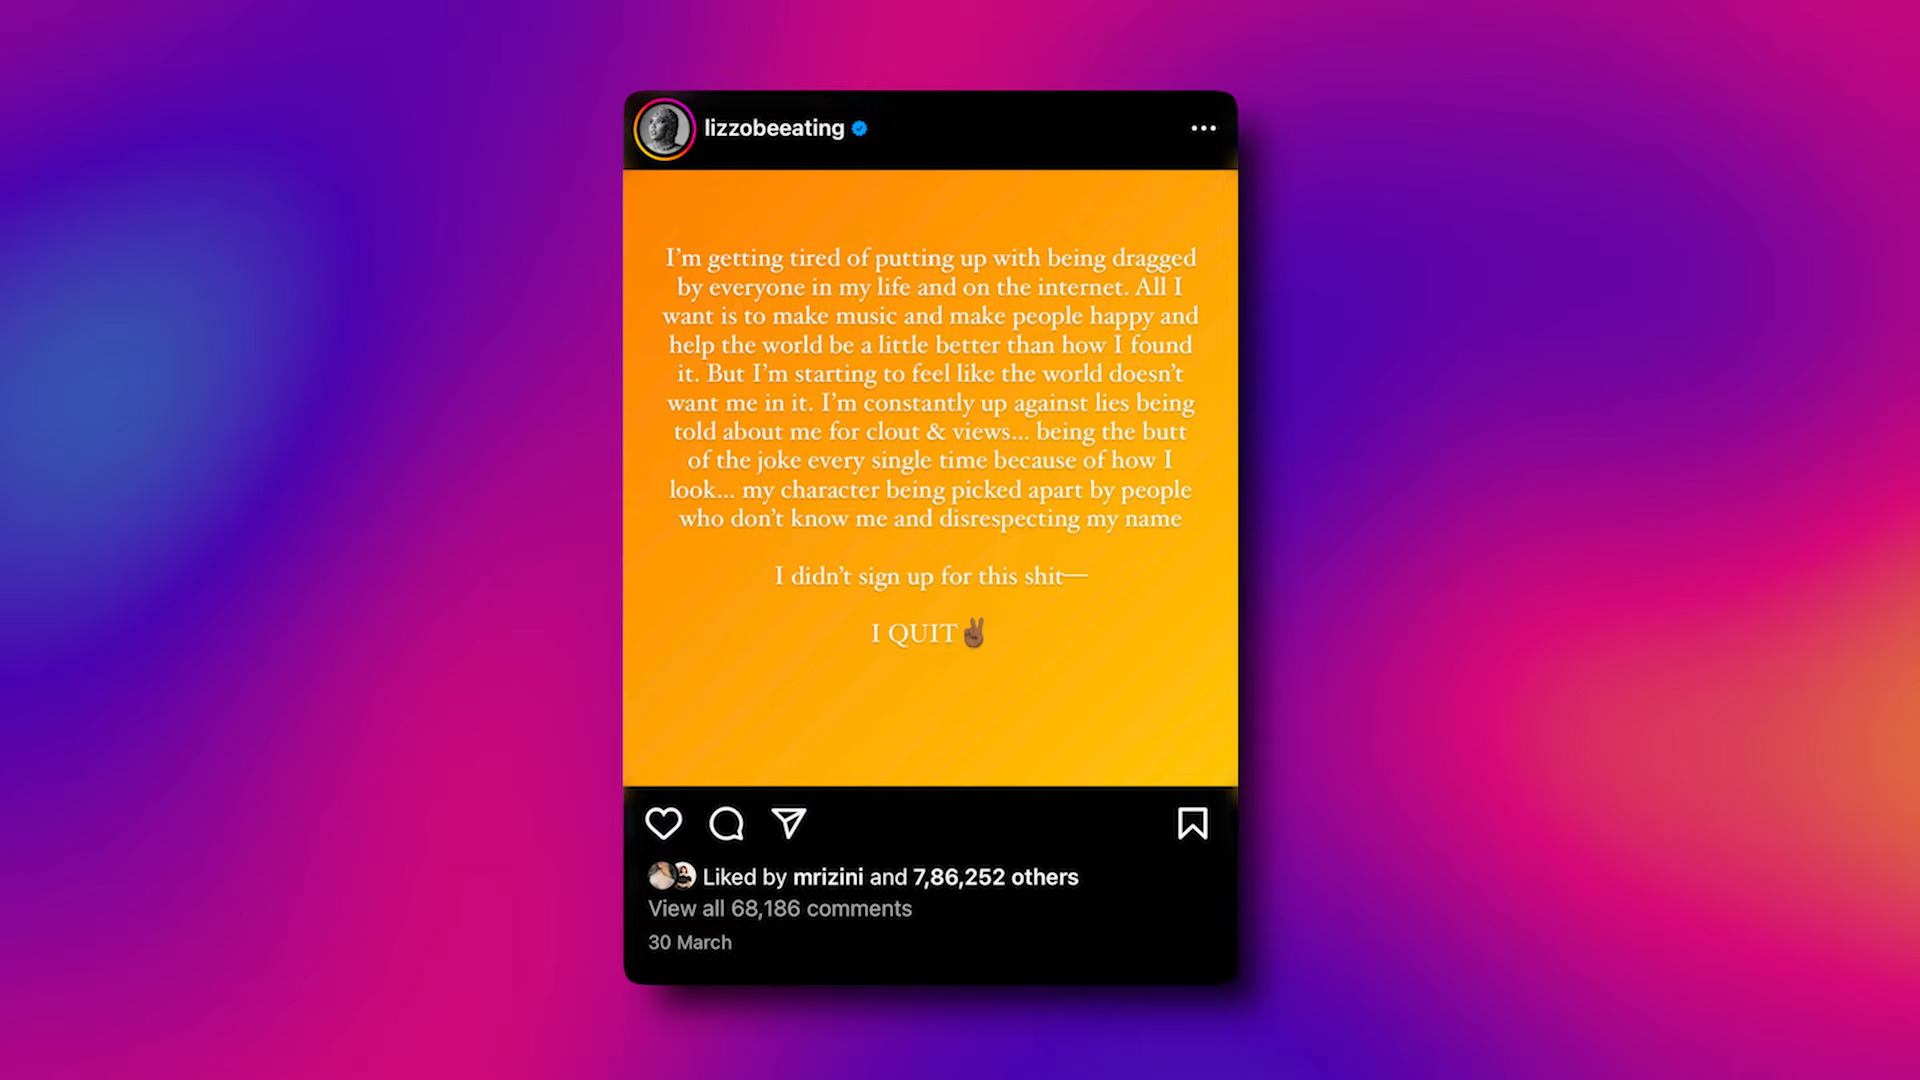 lizzobeeating
I’m getting tired of putting up with being dragged
by everyone in my life and on the internet. All I
want is to make music and make people happy and
help the world be a little better than how I found
it. But I’m starting to feel like the world doesn’t
want me in it. I’m constantly up against lies being
told about me for clout & views... being the butt
of the joke every single time because of how I
look... my character being picked apart by people
who don’t know me and disrespecting my name
I didn’t sign up for this shit—
I QUIT✌🏾
Liked by mrizini and 7,86,252 others
View all 68,186 comments
30 March